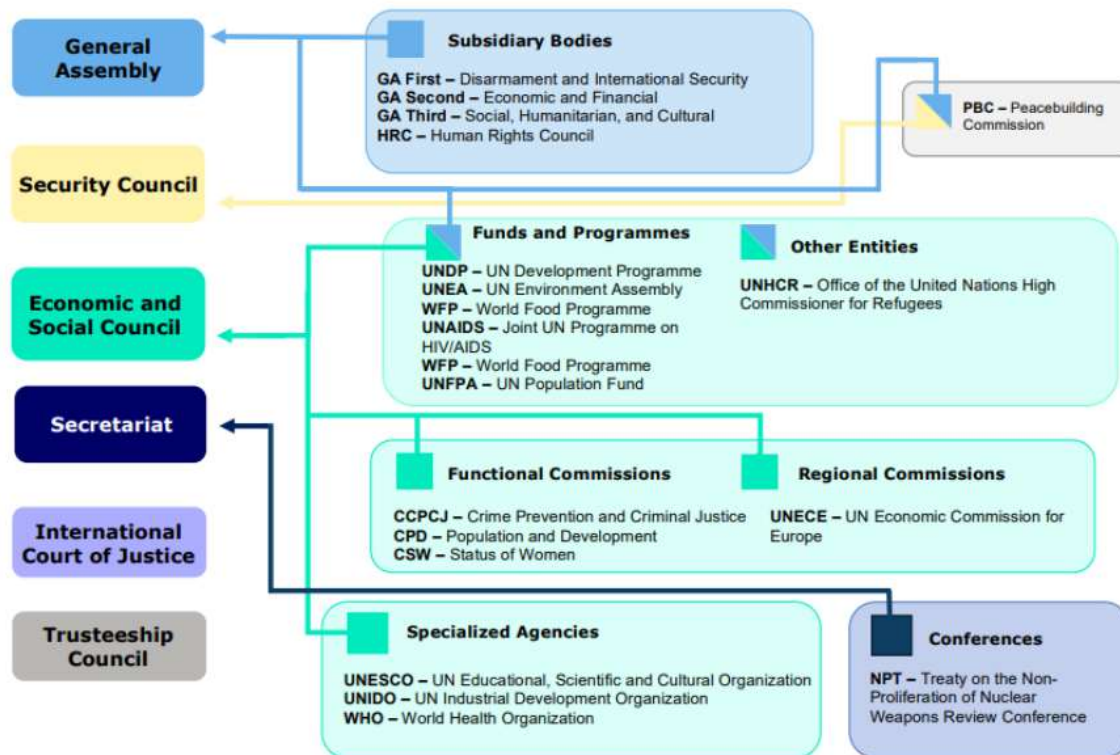 General
Assembly
Security Council
Economic and
Social Council
Secretariat
International
Court of Justice
Trusteeship
Council
Subsidiary Bodies
GA First – Disarmament and International Security
GA Second – Economic and Financial
GA Third – Social, Humanitarian, and Cultural
HRC – Human Rights Council
PBC – Peacebuilding
Commission
Funds and Programmes
UNDP – UN Development Programme
UNEA – UN Environment Assembly
WFP – World Food Programme
UNAIDS – Joint UN Programme on
HIV/AIDS
WFP – World Food Programme
UNFPA – UN Population Fund
Other Entities
UNHCR – Office of the United Nations High
Commissioner for Refugees
Functional Commissions
CCPCJ – Crime Prevention and Criminal Justice
CPD – Population and Development
CSW – Status of Women
Regional Commissions
UNECE – UN Economic Commission for
Europe
Specialized Agencies
UNESCO – UN Educational, Scientific and Cultural Organization
UNIDO – UN Industrial Development Organization
WHO – World Health Organization
Conferences
NPT – Treaty on the Non-
Proliferation of Nuclear
Weapons Review Conference